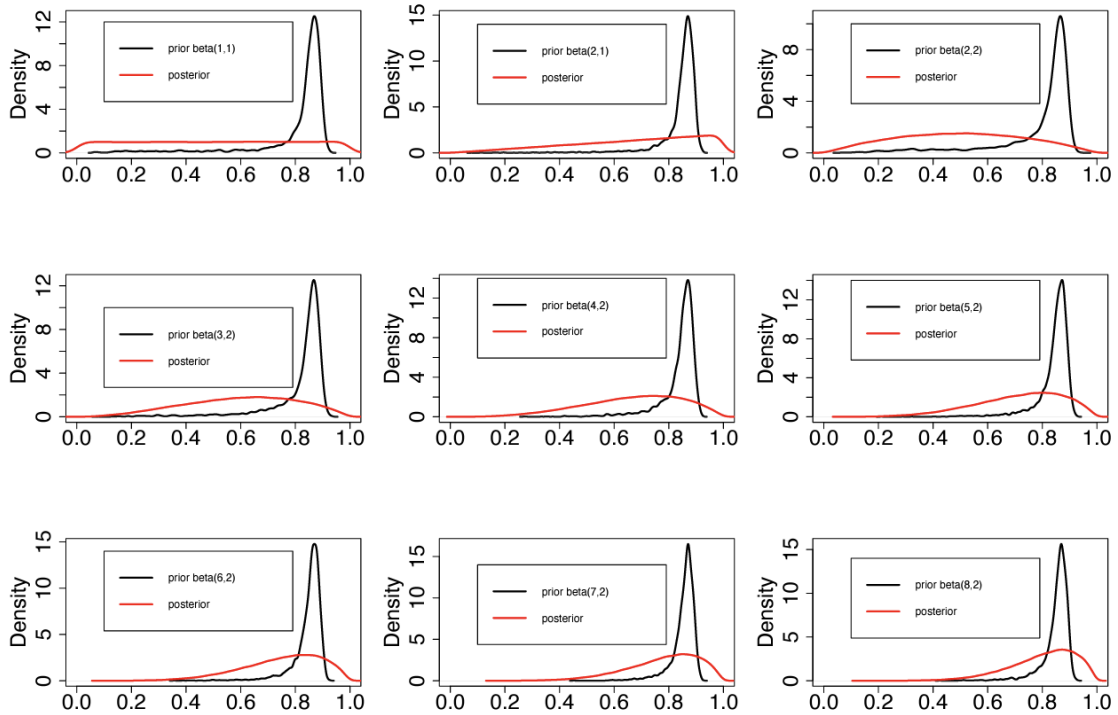 Density
12
8
4
0
prior beta(1,1)
posterior
0.0 0.2 0.4 0.6 0.8 1.0
Density
15
10
5
0
prior beta(2,1)
posterior
0.0 0.2 0.4 0.6 0.8 1.0
Density
8
4
0
prior beta(2,2)
posterior
0.0 0.2 0.4 0.6 0.8 1.0
Density
12
8
4
0
prior beta(3,2)
posterior
0.0 0.2 0.4 0.6 0.8 1.0
Density
12
8
4
0
prior beta(4,2)
posterior
0.0 0.2 0.4 0.6 0.8 1.0
Density
12
8
4
0
prior beta(5,2)
posterior
0.0 0.2 0.4 0.6 0.8 1.0
Density
15
10
5
0
prior beta(6,2)
posterior
0.0 0.2 0.4 0.6 0.8 1.0
Density
15
10
5
0
prior beta(7,2)
posterior
0.0 0.2 0.4 0.6 0.8 1.0
Density
15
10
5
0
prior beta(8,2)
posterior
0.0 0.2 0.4 0.6 0.8 1.0